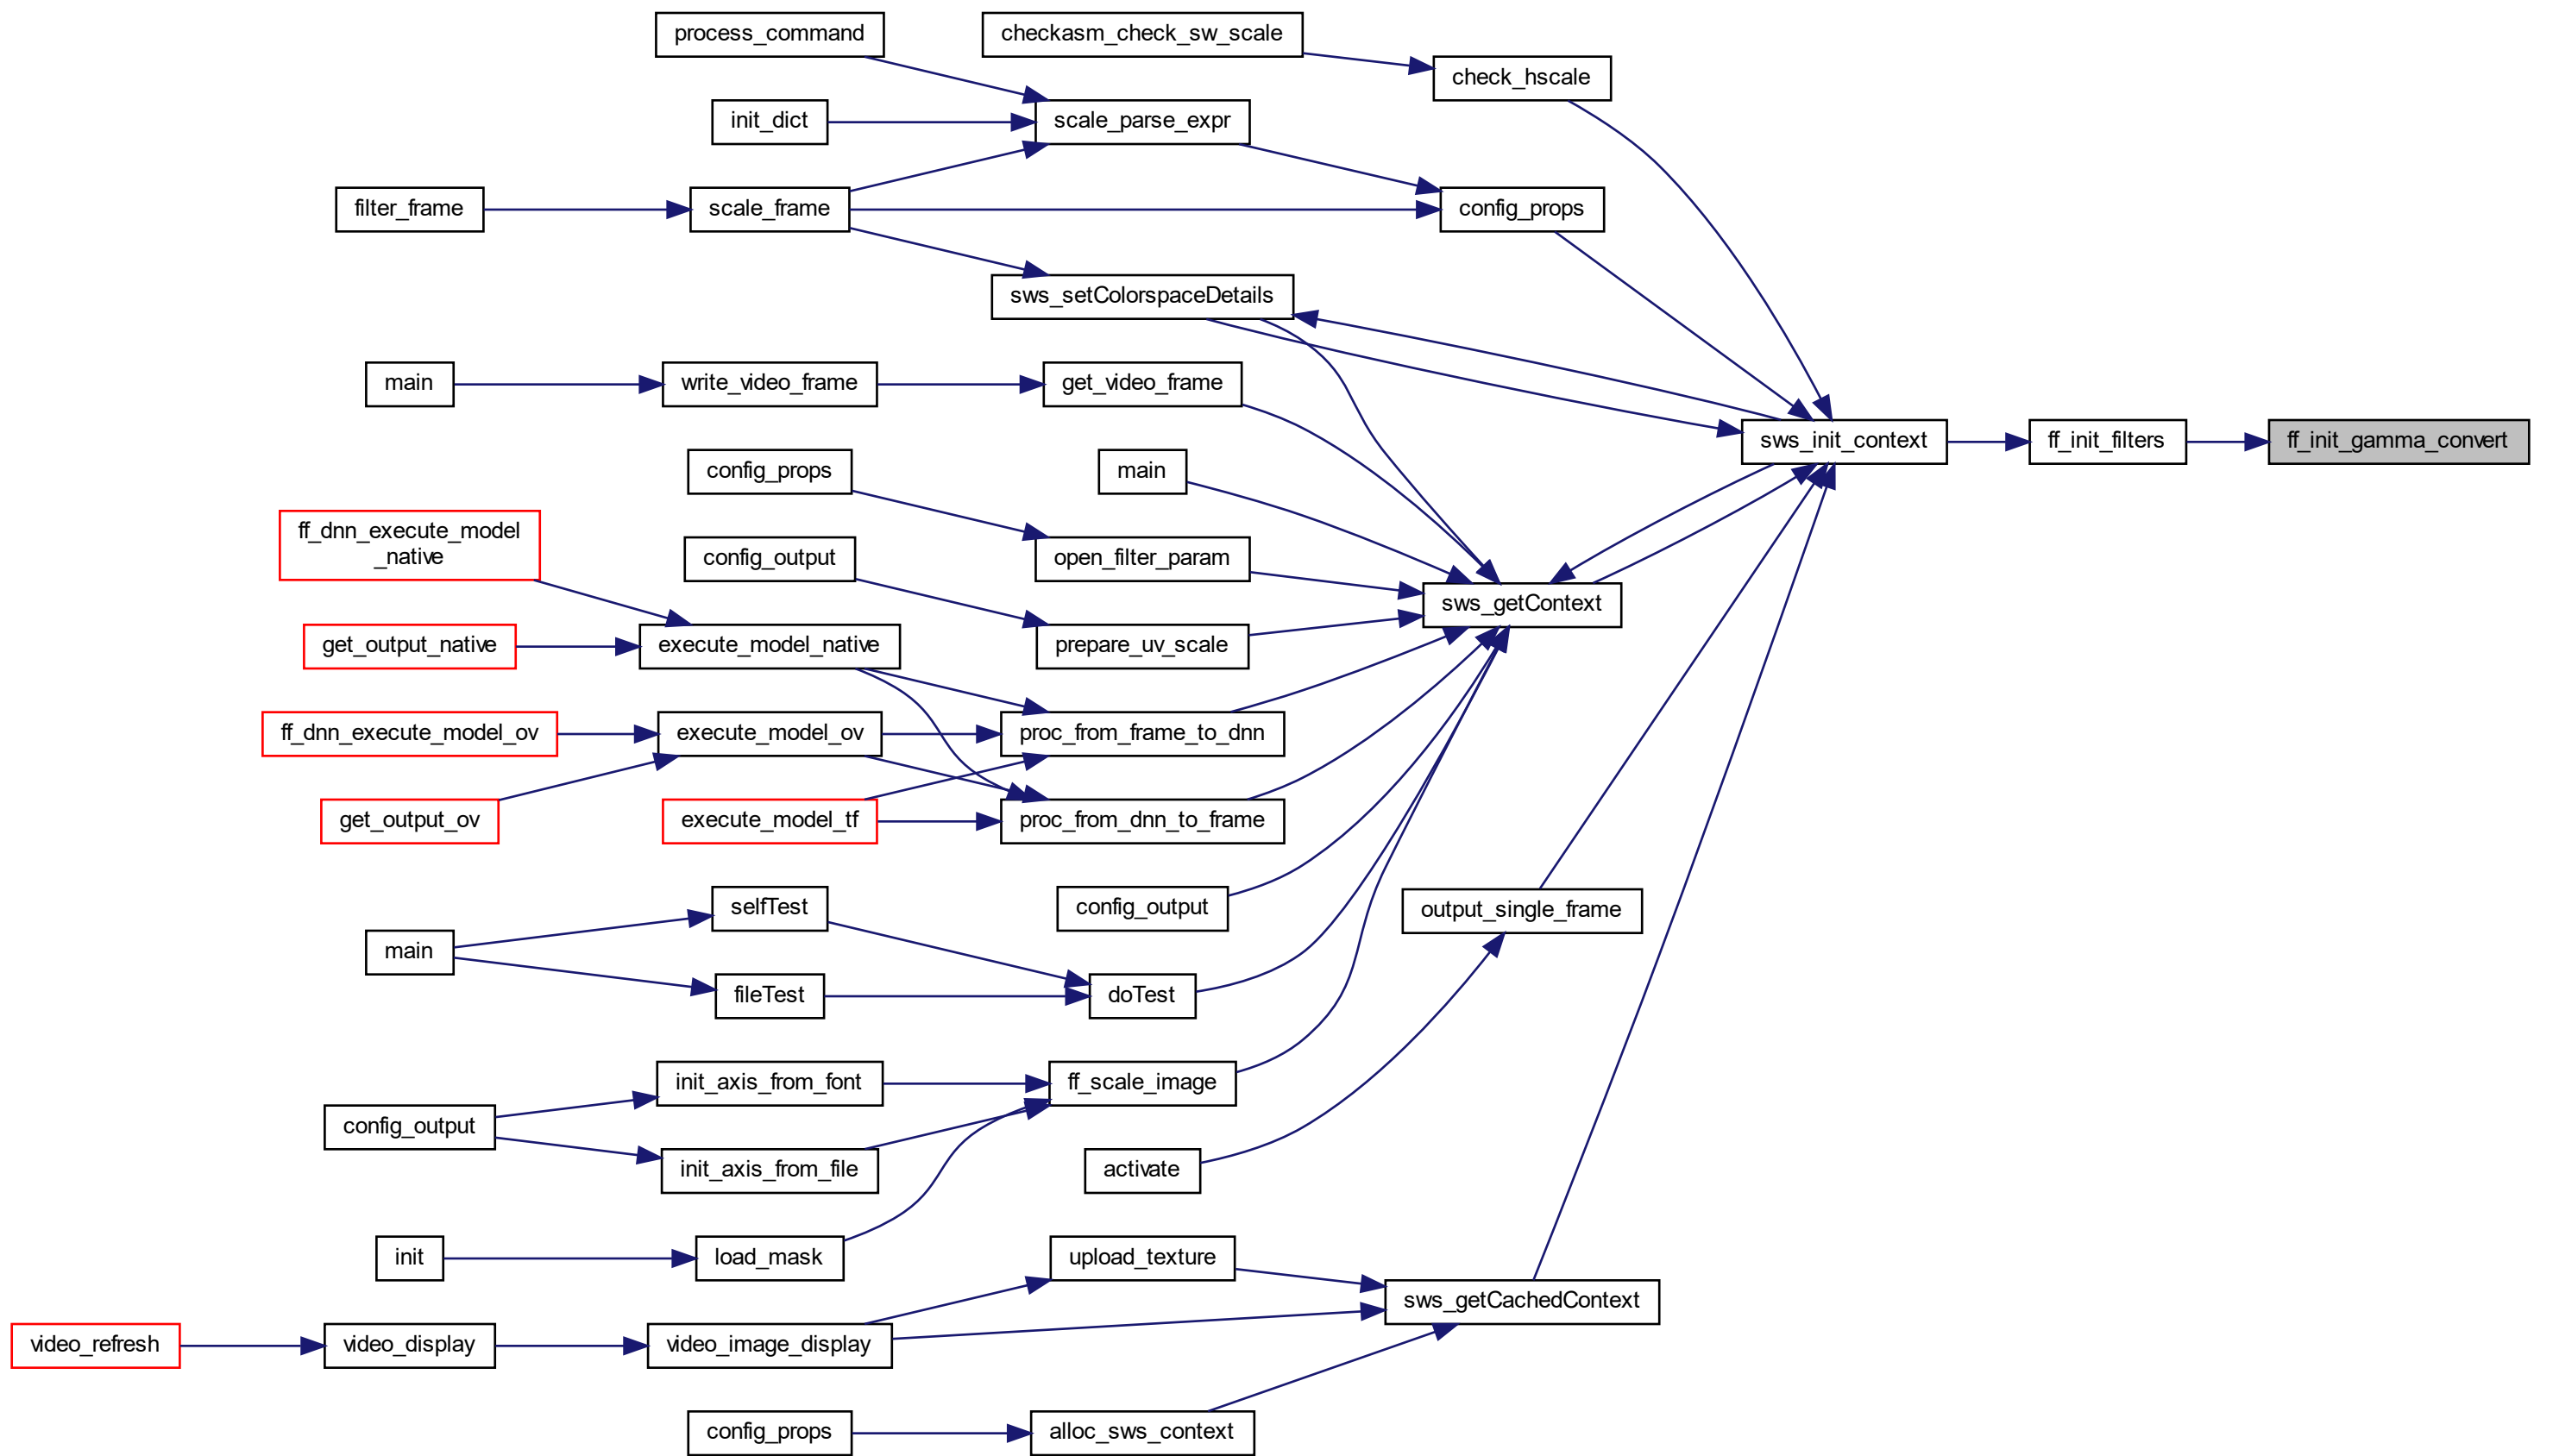 process_command
checkasm_check_sw_scale
check_hscale
init_dict
scale_parse_expr
filter_frame
scale_frame
config_props
sws_setColorspaceDetails
main
write_video_frame
get_video_frame
sws_init_context
ff_init_filters
ff_init_gamma_convert
config_props
main
ff_dnn_execute_model
_native
config_output
open_filter_param
sws_getContext
get_output_native
execute_model_native
prepare_uv_scale
ff_dnn_execute_model_ov
execute_model_ov
proc_from_frame_to_dnn
get_output_ov
execute_model_tf
proc_from_dnn_to_frame
selfTest
config_output
output_single_frame
main
fileTest
doTest
init_axis_from_font
ff_scale_image
config_output
init_axis_from_file
activate
init
load_mask
upload_texture
sws_getCachedContext
video_refresh
video_display
video_image_display
config_props
alloc_sws_context